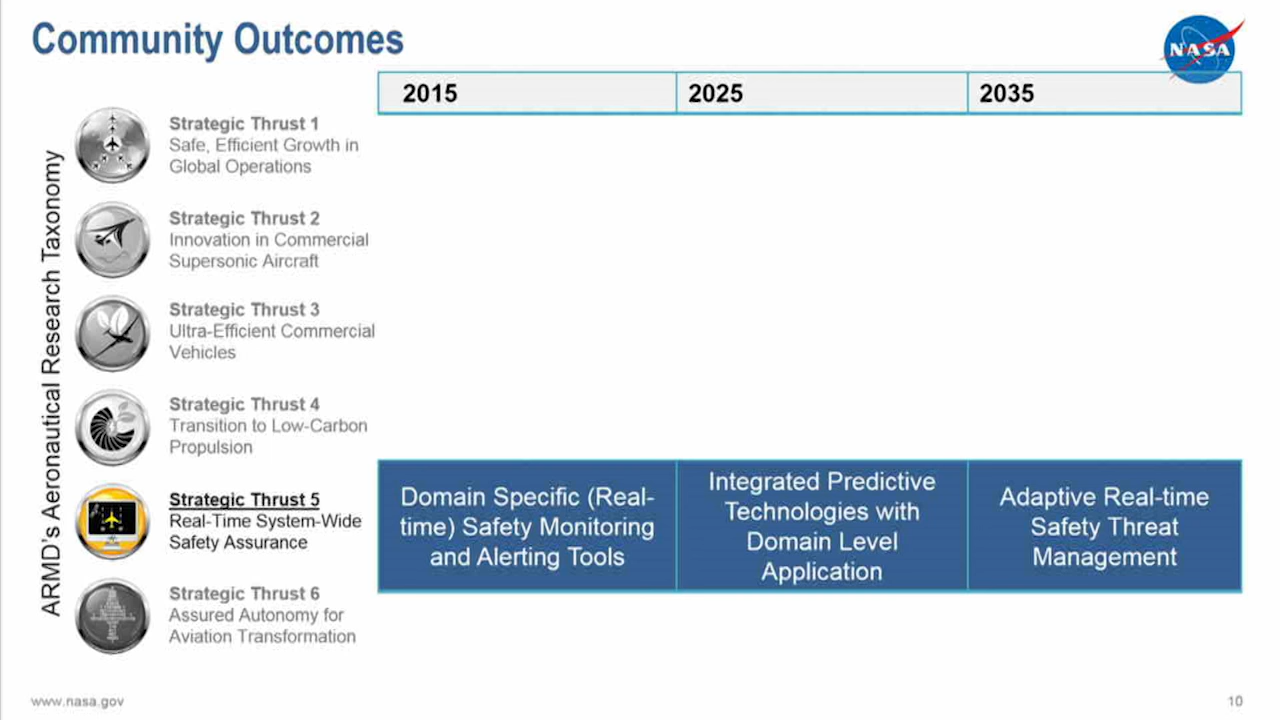 Community Outcomes
NASA
2015 2025 2035
ARMD's Aeronautical Research Taxonomy
Strategic Thrust 1
Safe, Efficient Growth in
Global Operations
Strategic Thrust 2
Innovation in Commercial
Supersonic Aircraft
Strategic Thrust 3
Ultra-Efficient Commercial
Vehicles
Strategic Thrust 4
Transition to Low-Carbon
Propulsion
Strategic Thrust 5
Real-Time System-Wide
Safety Assurance
Domain Specific (Real-
time) Safety Monitoring
and Alerting Tools
Integrated Predictive
Technologies with
Domain Level
Application
Adaptive Real-time
Safety Threat
Management
Strategic Thrust 6
Assured Autonomy for
Aviation Transformation
www.nasa.gov
10